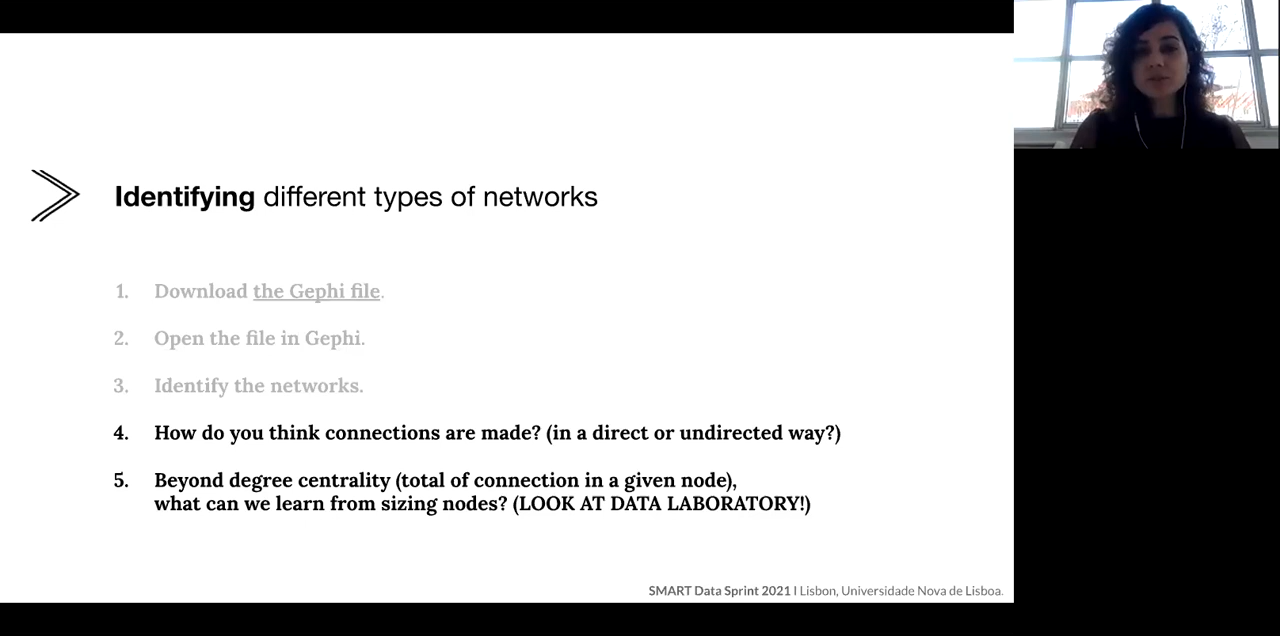 Identifying different types of networks
1. Download the Gephi file.
2. Open the file in Gephi.
3. Identify the networks.
4. How do you think connections are made? (in a direct or undirected way?)
5. Beyond degree centrality (total of connection in a given node),
what can we learn from sizing nodes? (LOOK AT DATA LABORATORY!)
SMART Data Sprint 2021 I Lisbon, Universidade Nova de Lisboa.